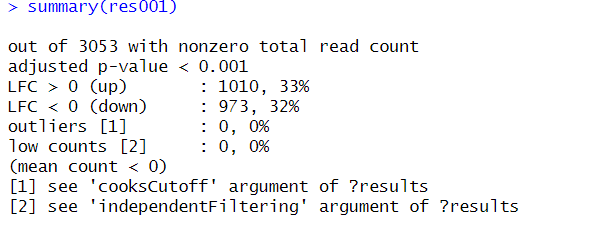 > summary(res001)
out of 3053 with nonzero total read count
adjusted p-value < 0.001
LFC > 0 (up)       : 1010, 33%
LFC < 0 (down)     : 973, 32%
outliers [1]       : 0, 0%
low counts [2]     : 0, 0%
(mean count < 0)
[1] see 'cooksCutoff' argument of ?results
[2] see 'independentFiltering' argument of ?results